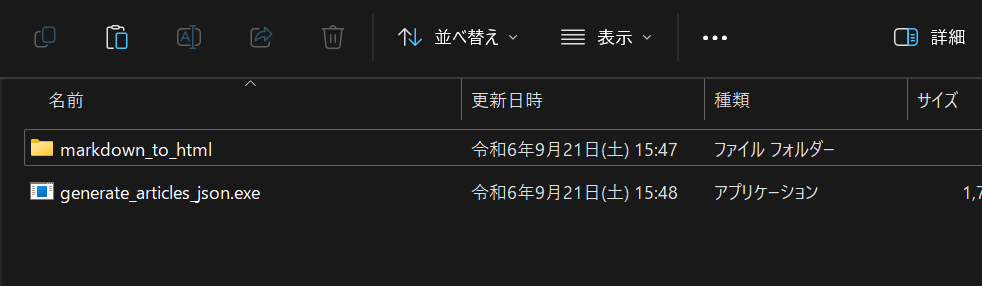 並べ替え 表示 詳細
名前 更新日時 種類 サイズ
markdown_to_html 令和6年9月21日(土) 15:47 ファイル フォルダー
generate_articles_json.exe 令和6年9月21日(土) 15:48 アプリケーション 1,7